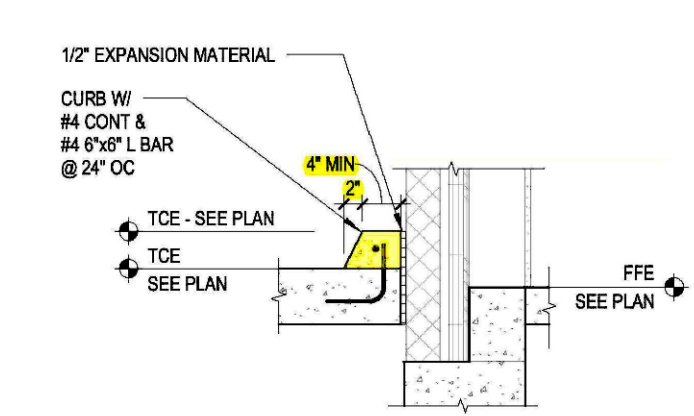 1/2" EXPANSION MATERIAL
CURB W/
#4 CONT &
#4 6"x6" L BAR
@ 24" OC
4" MIN
2"
TCE - SEE PLAN
TCE
SEE PLAN
FFE
SEE PLAN